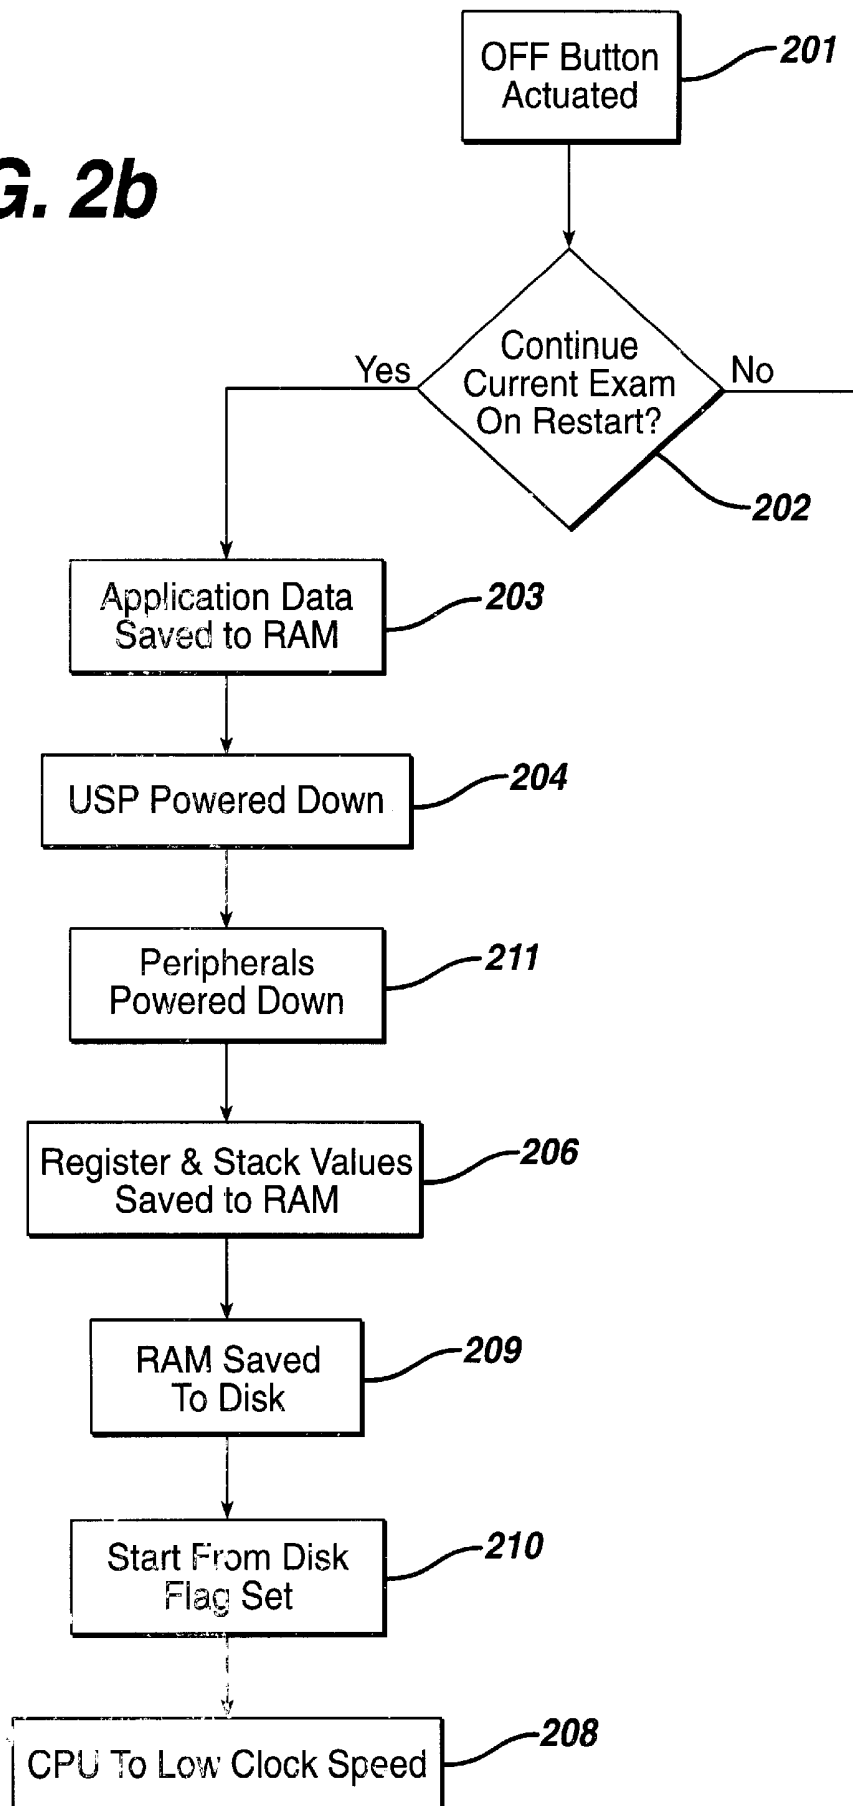 OFF Button
Actuated
201
G. 2b
Continue
Current Exam
On Restart?
Yes
No
202
Application Data
Saved to RAM
203
USP Powered Down
204
Peripherals
Powered Down
211
Register & Stack Values
Saved to RAM
206
RAM Saved
To Disk
209
Start From Disk
Flag Set
210
CPU To Low Clock Speed
208